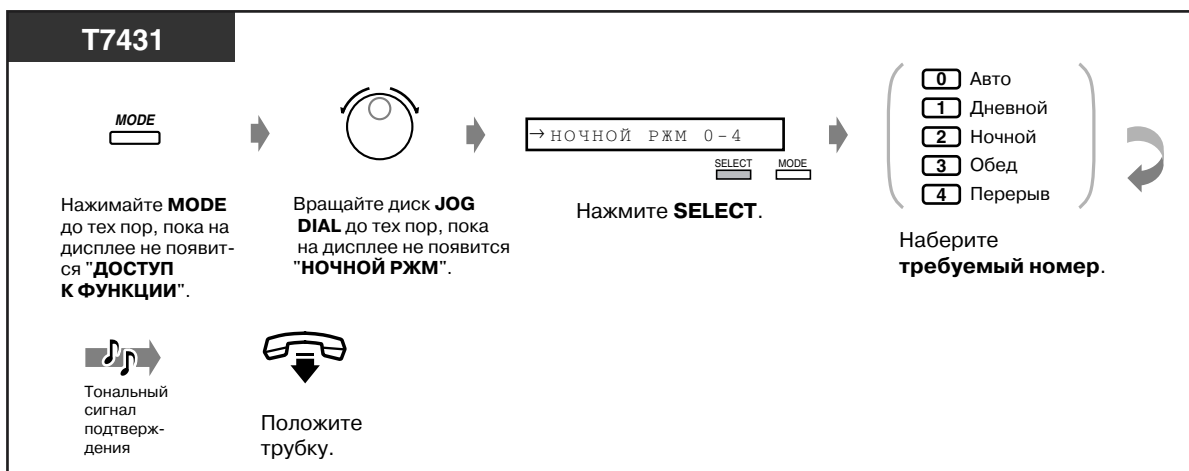 T7431
MODE
Нажимайте MODE
до тех пор, пока на
дисплее не появит-
ся "ДОСТУП
К ФУНКЦИИ".
Вращайте диск JOG
DIAL до тех пор, пока
на дисплее не появится
"НОЧНОЙ РЖМ".
→НОЧНОЙ РЖМ 0-4
SELECT MODE
Нажмите SELECT.
0 Авто
1 Дневной
2 Ночной
3 Обед
4 Перерыв
Наберите
требуемый номер.
Тональный
сигнал
подтверж-
дения
Положите
трубку.